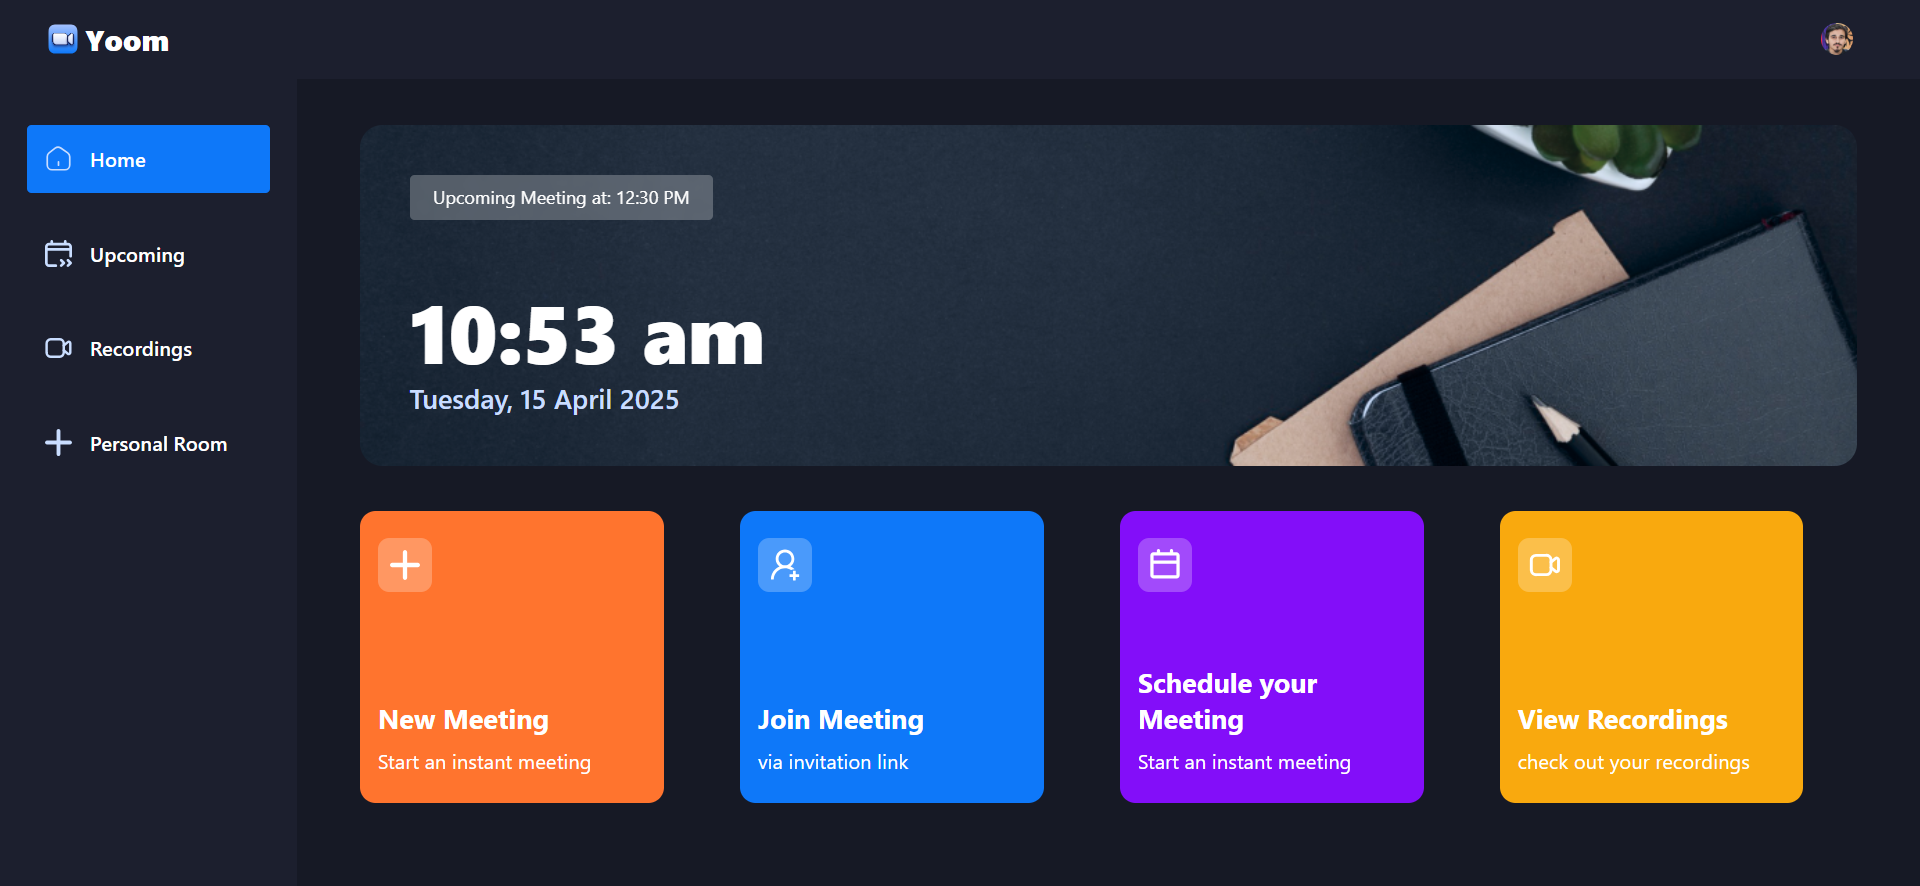 Yoom
Home
Upcoming
Recordings
Personal Room
Upcoming Meeting at: 12:30 PM
10:53 am
Tuesday, 15 April 2025
New Meeting
Start an instant meeting
Join Meeting
via invitation link
Schedule your
Meeting
Start an instant meeting
View Recordings
check out your recordings